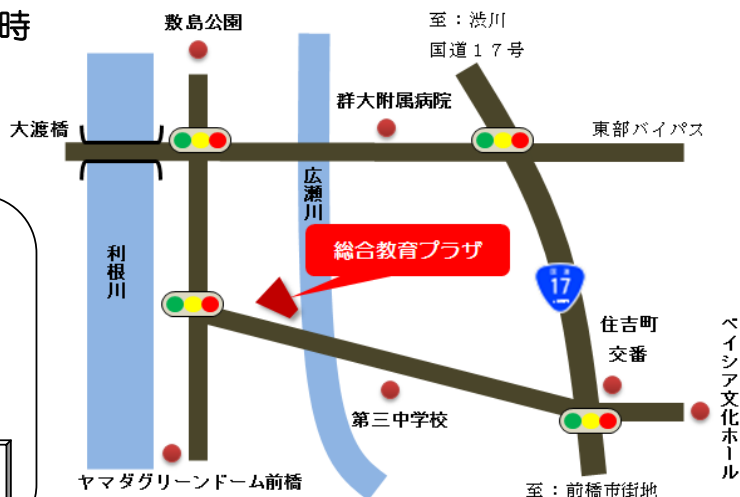 時
敷島公園
至：渋川
国道１７号
群大附属病院
大渡橋
東部バイパス
広瀬川
総合教育プラザ
利根川
国道
17
住吉町
交番
ベイシア文化ホール
第三中学校
ヤマダグリーンドーム前橋
至：前橋市街地